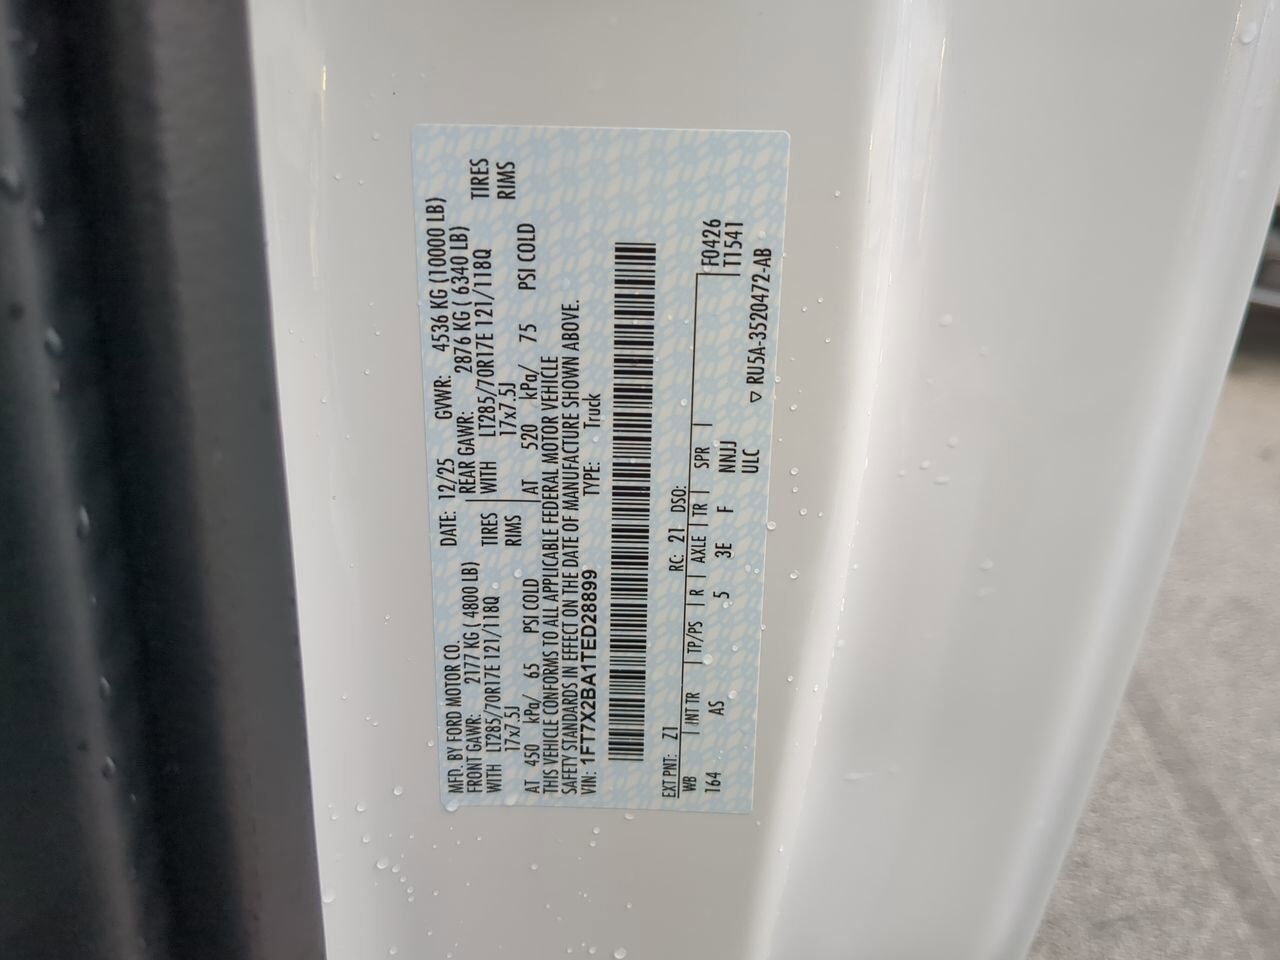 MFD. BY FORD MOTOR CO. DATE: 12/25 GVWR: 4536 KG (10000 LB)
FRONT GAWR: 2177 KG ( 4800 LB) REAR GAWR: 2876 KG ( 6340 LB)
WITH LT285/70R17E 121/118Q TIRES WITH LT285/70R17E 121/118Q TIRES
17x7.5J RIMS 17x7.5J RIMS
AT 450 kPa/ 65 PSI COLD AT 520 kPa/ 75 PSI COLD
THIS VEHICLE CONFORMS TO ALL APPLICABLE FEDERAL MOTOR VEHICLE
SAFETY STANDARDS IN EFFECT ON THE DATE OF MANUFACTURE SHOWN ABOVE.
VIN: 1FT7X2BA1TED28899 TYPE: Truck
EXT PNT: Z1 RC: 21 DSO:
WB INT TR TP/PS R AXLE TR SPR F0426
164 AS 5 3E F NNJJ T1541
ULC
▽ RU5A-3520472-AB